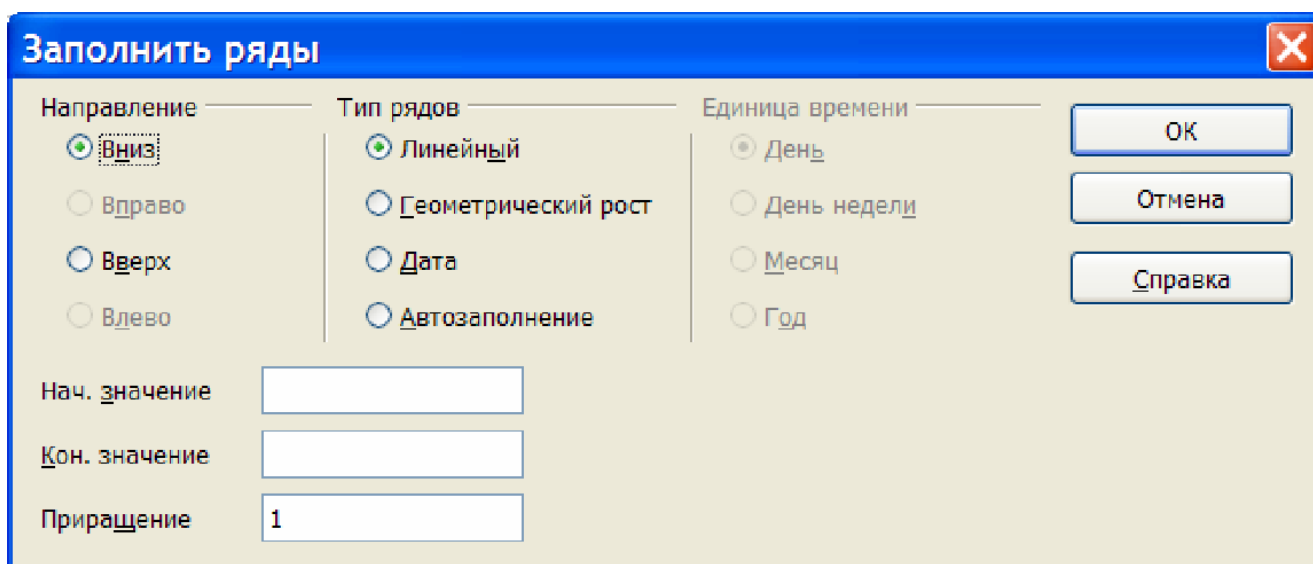 Заполнить ряды
Направление Тип рядов Единица времени
Вниз Линейный День ОК
Вправо Геометрический рост День недели Отмена
Вверх Дата Месяц Справка
Влево Автозаполнение Год
Нач. значение
Кон. значение
Приращение 1